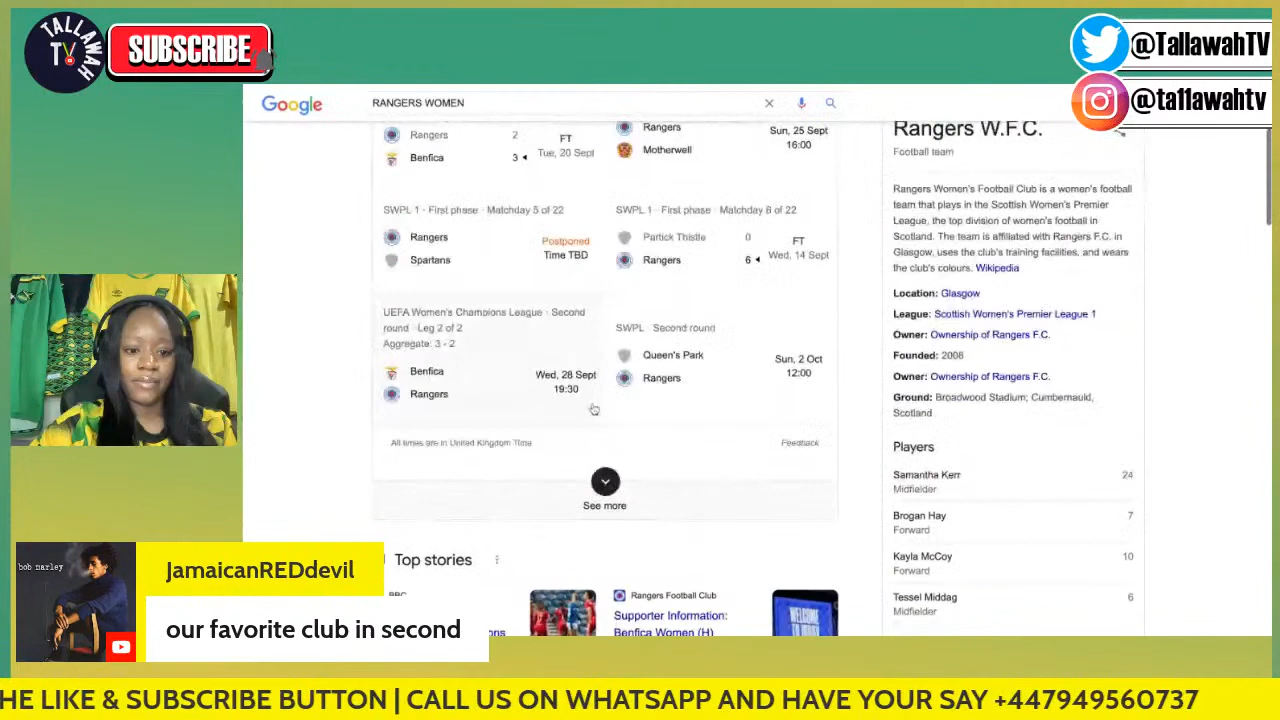 TALLAWAH
TV
SUBSCRIBE
@TallawahTV
@ta11awahtv
Google
RANGERS WOMEN
Rangers 2
Benfica 3
FT
Tue, 20 Sept
Rangers
Motherwell
Sun, 25 Sept
16:00
SWPL 1 · First phase · Matchday 5 of 22
Rangers
Spartans
Postponed
Time TBD
SWPL 1 · First phase · Matchday 8 of 22
Partick Thistle 0
Rangers 6
FT
Wed, 14 Sept
UEFA Women's Champions League · Second
round · Leg 2 of 2
Aggregate: 3 - 2
Benfica
Rangers
Wed, 28 Sept
19:30
SWPL · Second round
Queen's Park
Rangers
Sun, 2 Oct
12:00
All times are in United Kingdom Time
Feedback
See more
Top stories
BBC
Rangers Football Club
Supporter Information:
Benfica Women (H)
WELCOME
Rangers W.F.C.
Football team
Rangers Women's Football Club is a women's football
team that plays in the Scottish Women's Premier
League, the top division of women's football in
Scotland. The team is affiliated with Rangers F.C. in
Glasgow, uses the club's training facilities, and wears
the club's colours. Wikipedia
Location: Glasgow
League: Scottish Women's Premier League 1
Owner: Ownership of Rangers F.C.
Founded: 2008
Owner: Ownership of Rangers F.C.
Ground: Broadwood Stadium; Cumbernauld,
Scotland
Players
Samantha Kerr 24
Midfielder
Brogan Hay 7
Forward
Kayla McCoy 10
Forward
Tessel Middag 6
Midfielder
bob marley
JamaicanREDdevil
our favorite club in second
HE LIKE & SUBSCRIBE BUTTON | CALL US ON WHATSAPP AND HAVE YOUR SAY +447949560737